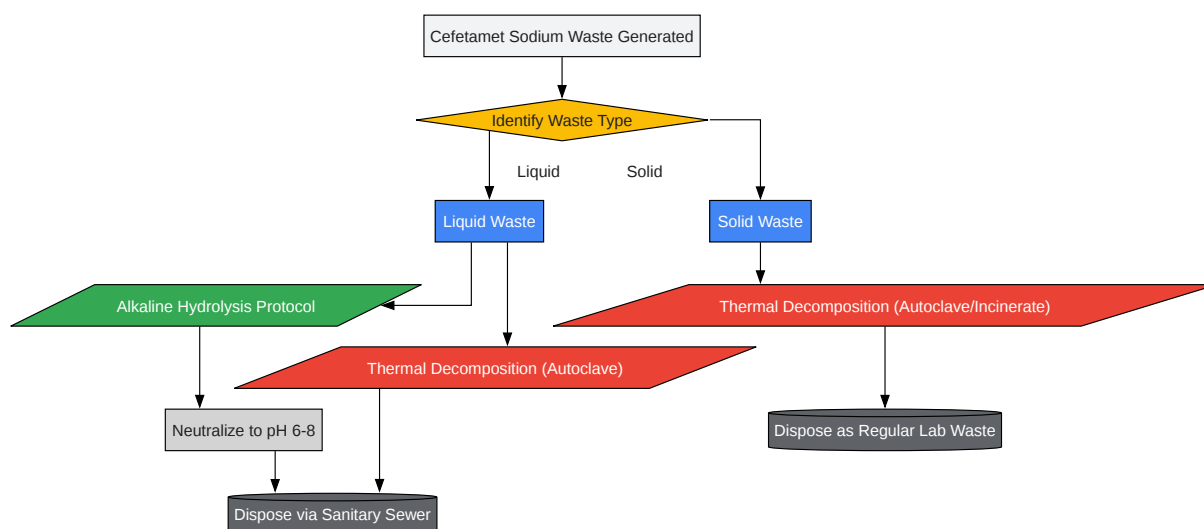 Cefetamet Sodium Waste Generated
Identify Waste Type
Liquid
Solid
Liquid Waste
Solid Waste
Alkaline Hydrolysis Protocol
Thermal Decomposition (Autoclave/Incinerate)
Thermal Decomposition (Autoclave)
Neutralize to pH 6-8
Dispose as Regular Lab Waste
Dispose via Sanitary Sewer